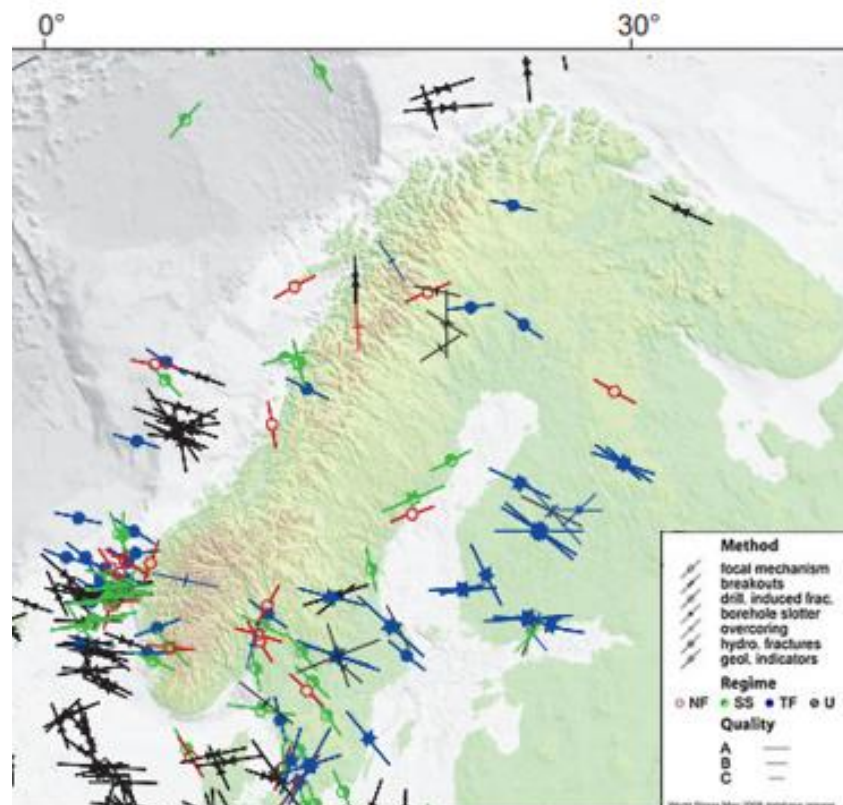 0° 30°
Method
focal mechanism
breakouts
drill. induced frac.
borehole slotter
overcoring
hydro. fractures
geol. indicators
Regime
NF SS TF U
Quality
A
B
C